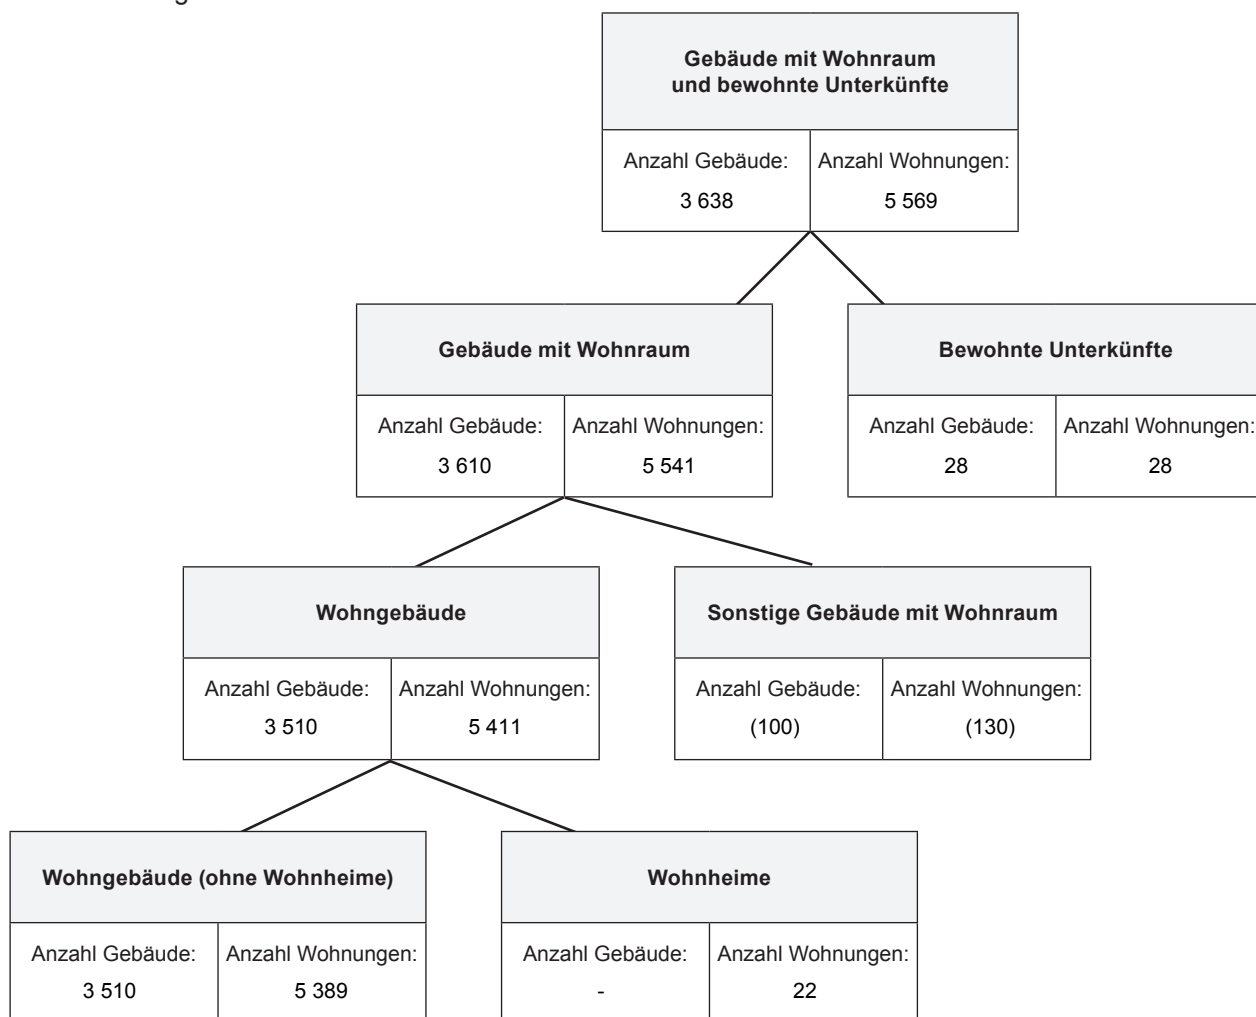 Gebäude mit Wohnraum
und bewohnte Unterkünfte
Anzahl Gebäude: Anzahl Wohnungen:
3 638 5 569
Gebäude mit Wohnraum Bewohnte Unterkünfte
Anzahl Gebäude: Anzahl Wohnungen: Anzahl Gebäude: Anzahl Wohnungen:
3 610 5 541 28 28
Wohngebäude Sonstige Gebäude mit Wohnraum
Anzahl Gebäude: Anzahl Wohnungen: Anzahl Gebäude: Anzahl Wohnungen:
3 510 5 411 (100) (130)
Wohngebäude (ohne Wohnheime) Wohnheime
Anzahl Gebäude: Anzahl Wohnungen: Anzahl Gebäude: Anzahl Wohnungen:
3 510 5 389 - 22